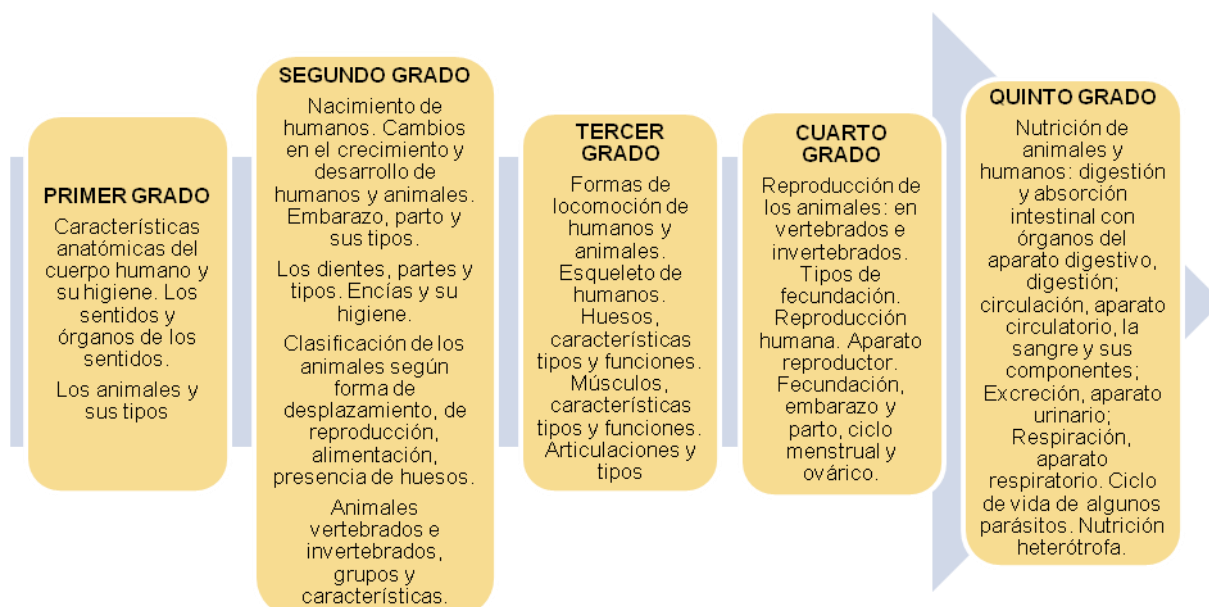 PRIMER GRADO
Características
anatómicas del
cuerpo humano y
su higiene. Los
sentidos y
órganos de los
sentidos.
Los animales y
sus tipos
SEGUNDO GRADO
Nacimiento de
humanos. Cambios
en el crecimiento y
desarrollo de
humanos y animales.
Embarazo, parto y
sus tipos.
Los dientes, partes y
tipos. Encías y su
higiene.
Clasificación de los
animales según
forma de
desplazamiento, de
reproducción,
alimentación,
presencia de huesos.
Animales
vertebrados e
invertebrados,
grupos y
características.
TERCER
GRADO
Formas de
locomoción de
humanos y
animales.
Esqueleto de
humanos.
Huesos,
características
tipos y funciones.
Músculos,
características
tipos y funciones.
Articulaciones y
tipos
CUARTO
GRADO
Reproducción de
los animales: en
vertebrados e
invertebrados.
Tipos de
fecundación.
Reproducción
humana. Aparato
reproductor.
Fecundación,
embarazo y
parto, ciclo
menstrual y
ovárico.
QUINTO GRADO
Nutrición de
animales y
humanos: digestión
y absorción
intestinal con
órganos del
aparato digestivo,
digestión;
circulación, aparato
circulatorio, la
sangre y sus
componentes;
Excreción, aparato
urinario;
Respiración,
aparato
respiratorio. Ciclo
de vida de algunos
parásitos. Nutrición
heterótrofa.